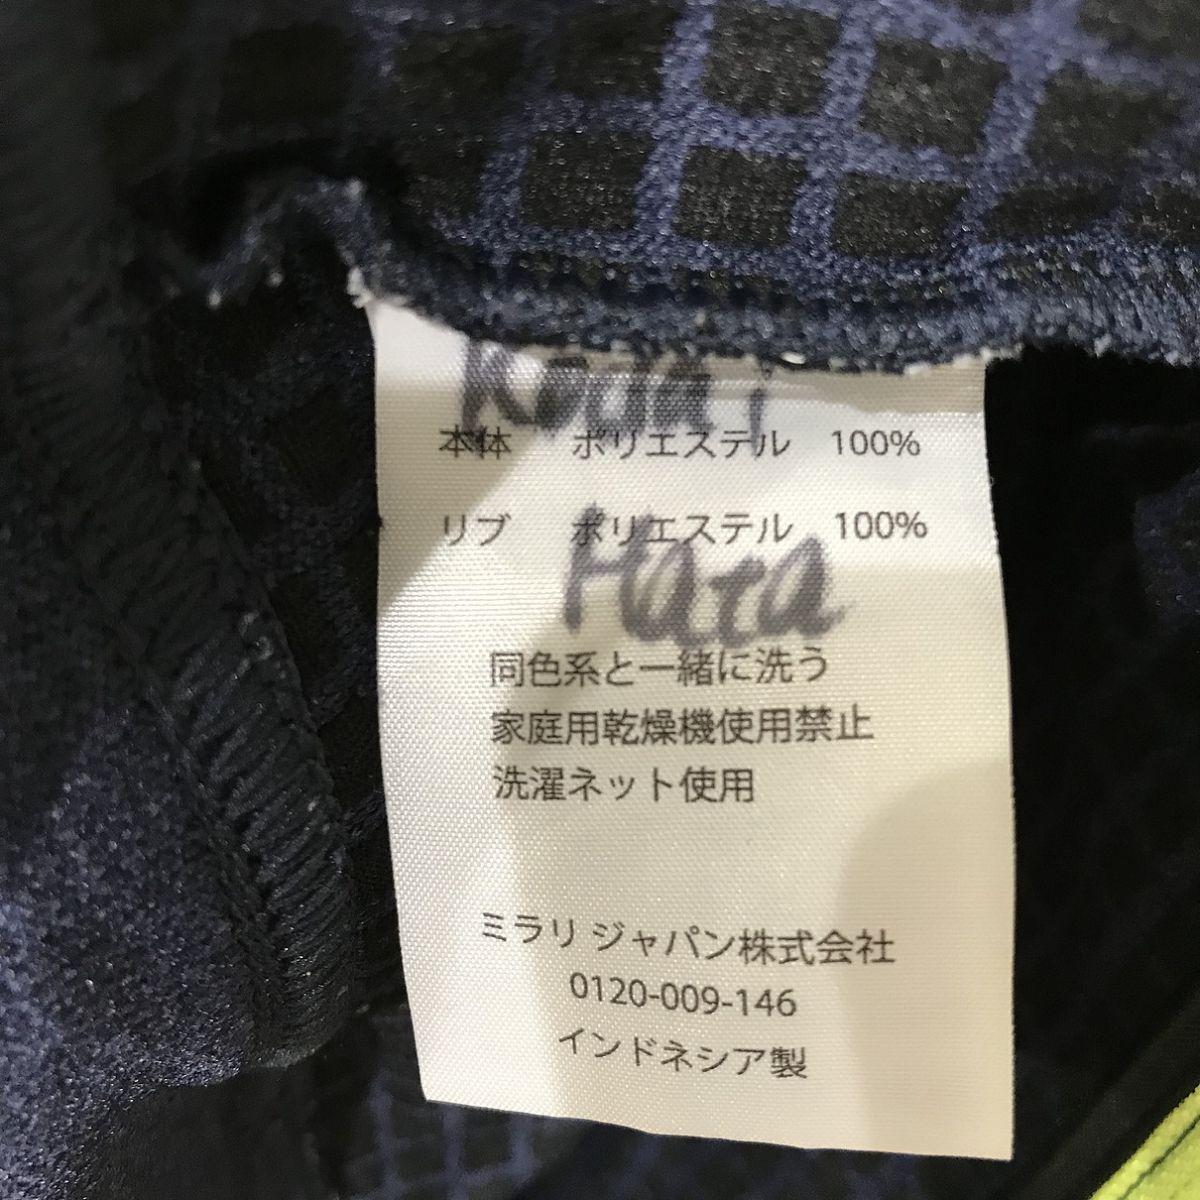 本体 ポリエステル 100%
リブ ポリエステル 100%
Hata
同色系と一緒に洗う
家庭用乾燥機使用禁止
洗濯ネット使用
ミラリ ジャパン株式会社
0120-009-146
インドネシア製